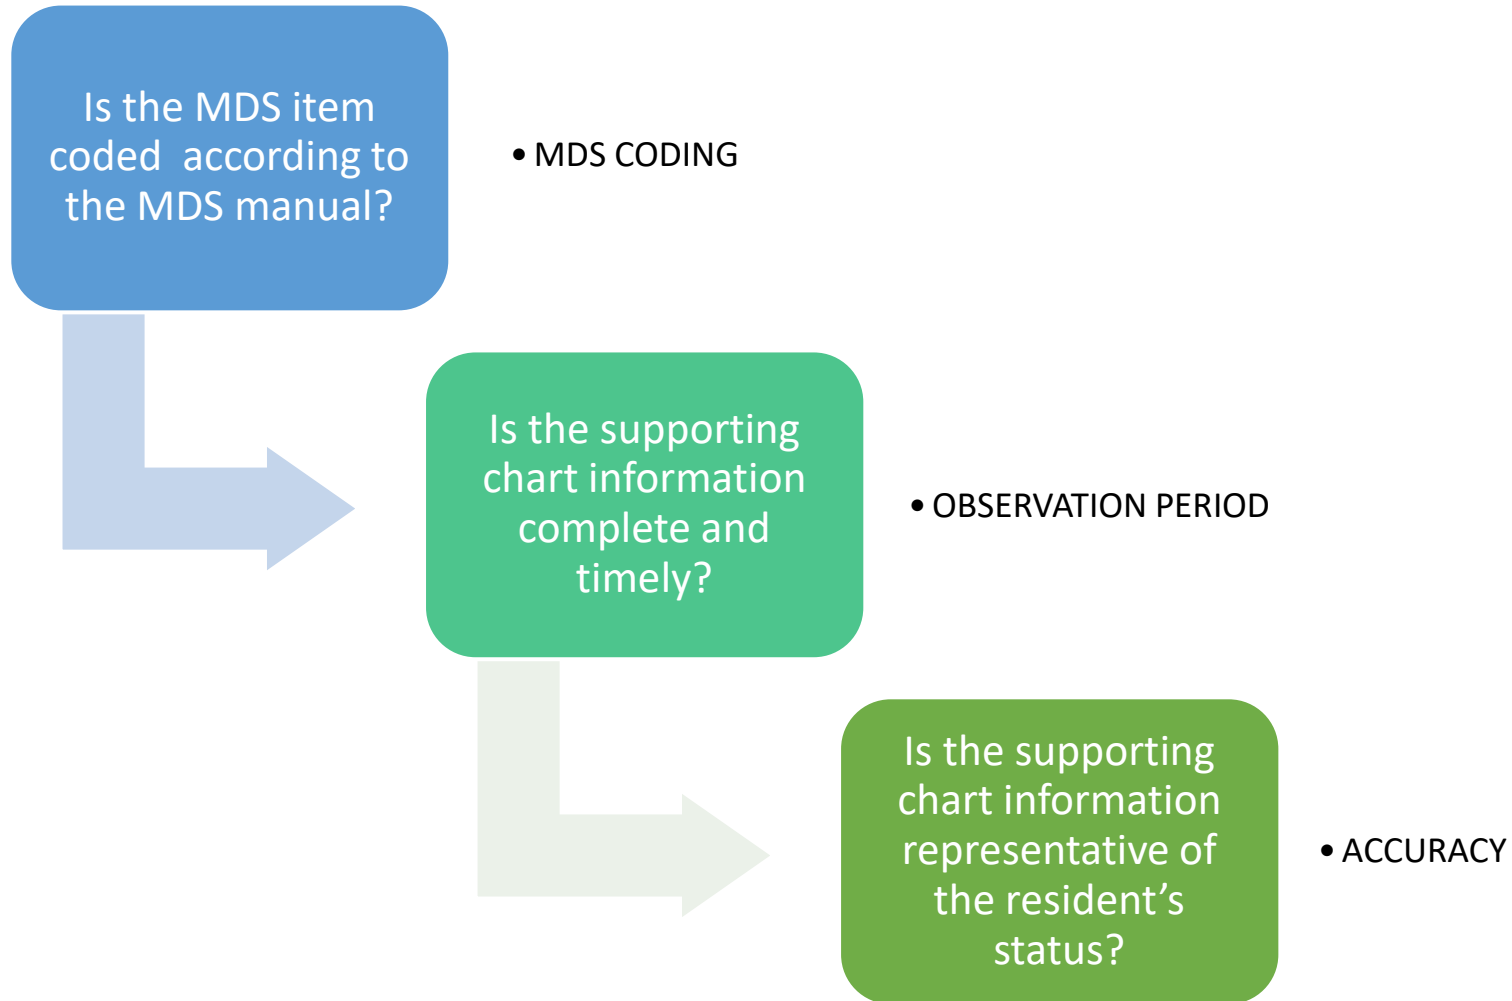 Is the MDS item
coded  according to
the MDS manual?
• MDS CODING
Is the supporting
chart information
complete and
timely?
• OBSERVATION PERIOD
Is the supporting
chart information
representative of
the resident’s
status?
• ACCURACY